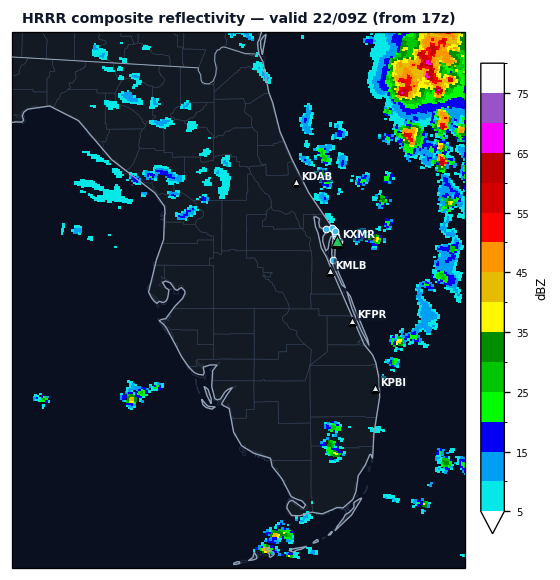 HRRR composite reflectivity — valid 22/09Z (from 17z)
KDAB
KXMR
KMLB
KFPR
KPBI
75
65
55
45
35
25
15
5
dBZ